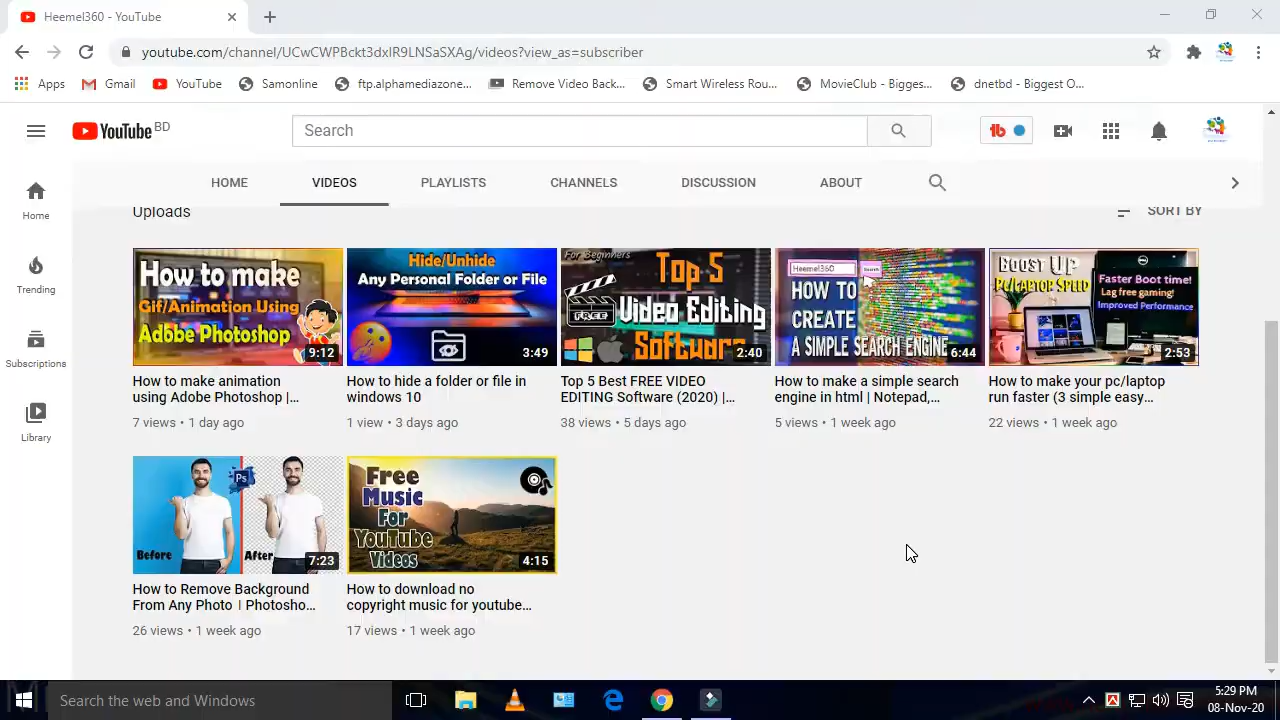 Heemel360 - YouTube
youtube.com/channel/UCwCWPBckt3dxIR9LNSaSXAg/videos?view_as=subscriber
Apps Gmail YouTube Samonline ftp.alphamediazone... Remove Video Back... Smart Wireless Rou... MovieClub - Bigges... dnetbd - Biggest O...
YouTube BD
Search
HOME VIDEOS PLAYLISTS CHANNELS DISCUSSION ABOUT
Home
Trending
Subscriptions
Library
Uploads
SORT BY
How to make
Gif/Animation Using
Adobe Photoshop
9:12
How to make animation
using Adobe Photoshop |...
7 views • 1 day ago
Hide/Unhide
Any Personal Folder or File
3:49
How to hide a folder or file in
windows 10
1 view • 3 days ago
For Beginners
Top 5
FREE
Video Editing
Software
2:40
Top 5 Best FREE VIDEO
EDITING Software (2020) |...
38 views • 5 days ago
Heemel360
Search
HOW TO
CREATE
A SIMPLE SEARCH ENGINE
6:44
How to make a simple search
engine in html | Notepad,...
5 views • 1 week ago
BOOST UP
PC/LAPTOP SPEED
Faster Boot time!
Lag free gaming!
Improved Performance
2:53
How to make your pc/laptop
run faster (3 simple easy...
22 views • 1 week ago
Ps
Before
After
7:23
How to Remove Background
From Any Photo | Photosho...
26 views • 1 week ago
Free
Music
For
YouTube
Videos
4:15
How to download no
copyright music for youtube...
17 views • 1 week ago
Search the web and Windows
5:29 PM
08-Nov-20